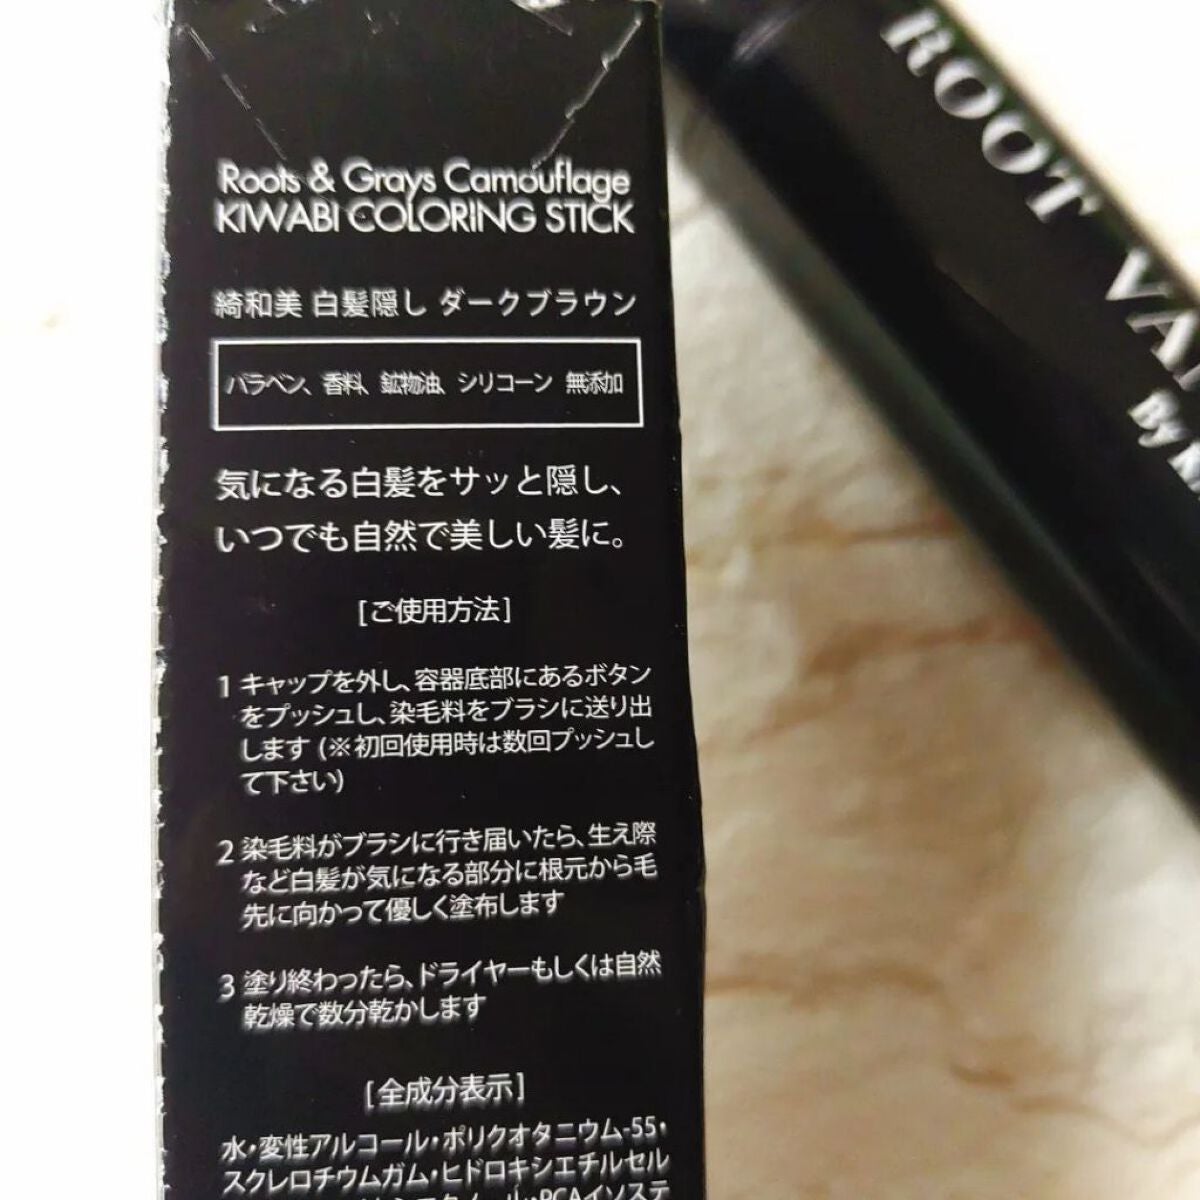 Roots & Grays Camouflage
KIWABI COLORING STICK
綺和美 白髪隠し ダークブラウン
パラベン、香料、鉱物油、シリコーン 無添加
気になる白髪をサッと隠し、
いつでも自然で美しい髪に。
[ご使用方法]
1 キャップを外し、容器底部にあるボタン
をプッシュし、染毛料をブラシに送り出
します (※初回使用時は数回プッシュし
て下さい)
2 染毛料がブラシに行き届いたら、生え際
など白髪が気になる部分に根元から毛
先に向かって優しく塗布します
3 塗り終わったら、ドライヤーもしくは自然
乾燥で数分乾かします
[全成分表示]
水・変性アルコール・ポリクオタニウム-55・
スクレロチウムガム・ヒドロキシエチルセル
ROOT VA
By